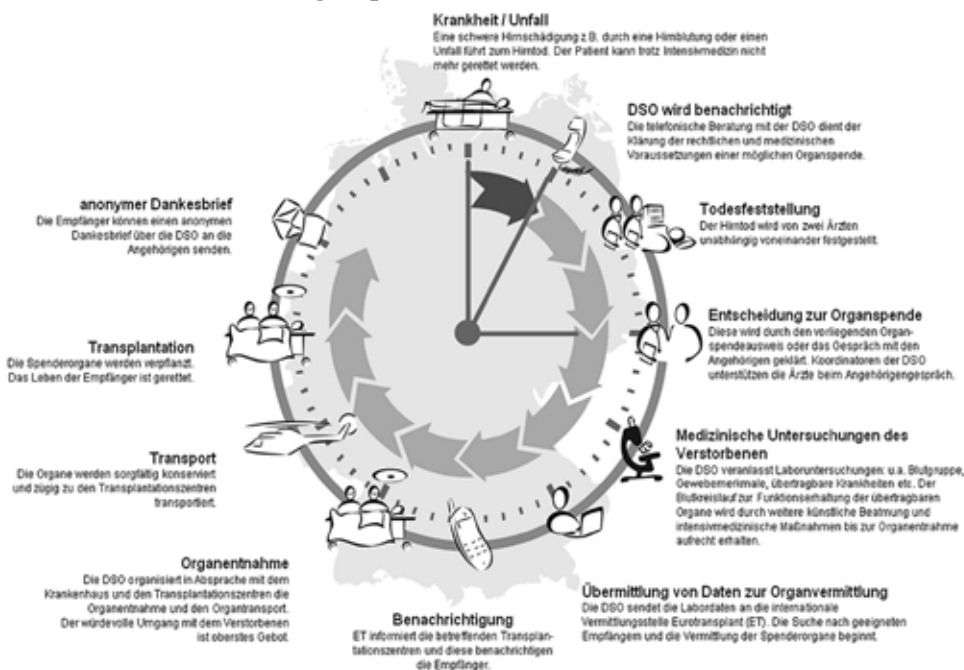 Krankheit / Unfall
Eine schwere Hirnschädigung z.B. durch eine Hirnblutung oder einen
Unfall führt zum Hirntod. Der Patient kann trotz Intensivmedizin nicht
mehr gerettet werden.
DSO wird benachrichtigt
Die telefonische Beratung mit der DSO dient der
Klärung der rechtlichen und medizinischen
Voraussetzungen einer möglichen Organspende.
Todesfeststellung
Der Hirntod wird von zwei Ärzten
unabhängig voneinander festgestellt.
Entscheidung zur Organspende
Diese wird durch den vorliegenden Organ-
spendeausweis oder das Gespräch mit den
Angehörigen geklärt. Koordinatoren der DSO
unterstützen die Ärzte beim Angehörigengespräch.
Medizinische Untersuchungen des
Verstorbenen
Die DSO veranlasst Laboruntersuchungen: u.a. Blutgruppe,
Gewebemerkmale, übertragbare Krankheiten etc. Der
Blutkreislauf zur Funktionserhaltung der übertragbaren
Organe wird durch weitere künstliche Beatmung und
intensivmedizinische Maßnahmen bis zur Organentnahme
aufrecht erhalten.
Übermittlung von Daten zur Organvermittlung
Die DSO sendet die Labordaten an die internationale
Vermittlungsstelle Eurotransplant (ET). Die Suche nach geeigneten
Empfängern und die Vermittlung der Spenderorgane beginnt.
Benachrichtigung
ET informiert die betreffenden Transplan-
tationszentren und diese benachrichtigen
die Empfänger.
Organentnahme
Die DSO organisiert in Absprache mit dem
Krankenhaus und den Transplantationszentren die
Organentnahme und den Organtransport.
Der würdevolle Umgang mit dem Verstorbenen
ist oberstes Gebot.
Transport
Die Organe werden sorgfältig konserviert
und zügig zu den Transplantationszentren
transportiert.
Transplantation
Die Spenderorgane werden verpflanzt.
Das Leben der Empfänger ist gerettet.
anonymer Dankesbrief
Die Empfänger können einen anonymen
Dankesbrief über die DSO an die
Angehörigen senden.